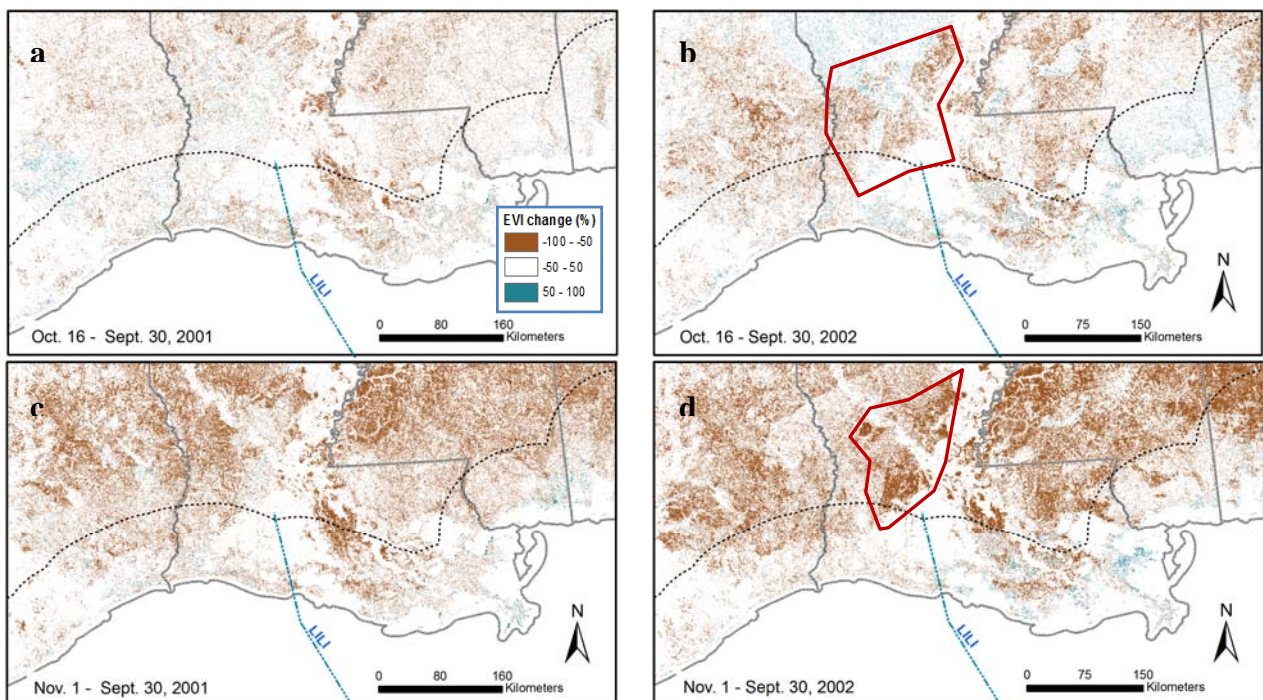 a
EVI change (%)
-100 - -50
-50 - 50
50 - 100
LILI
Oct. 16 - Sept. 30, 2001
0 80 160
Kilometers
b
N
LILI
Oct. 16 - Sept. 30, 2002
0 75 150
Kilometers
c
N
LILI
Nov. 1 - Sept. 30, 2001
0 80 160
Kilometers
d
N
LILI
Nov. 1 - Sept. 30, 2002
0 80 160
Kilometers